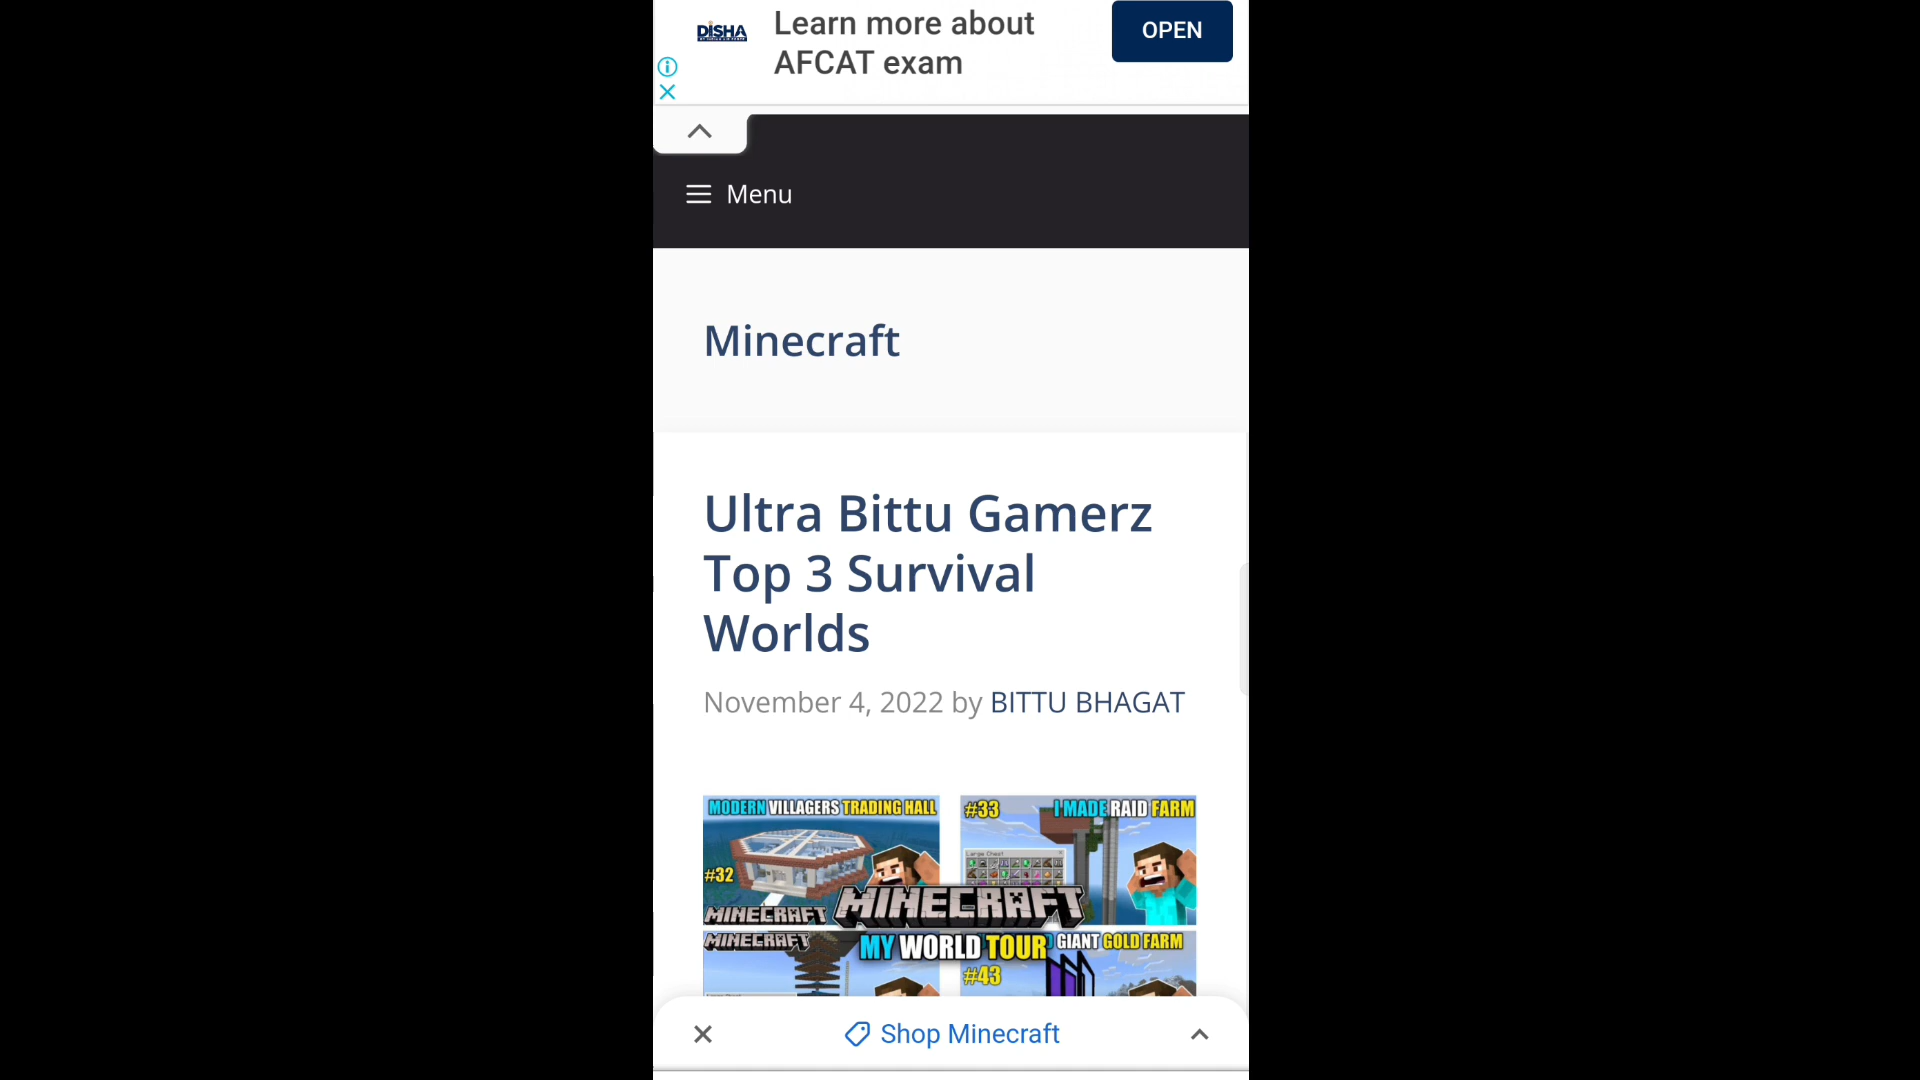 DISHA
Learn more about
AFCAT exam
OPEN
Menu
Minecraft
Ultra Bittu Gamerz
Top 3 Survival
Worlds
November 4, 2022 by BITTU BHAGAT
MODERN VILLAGERS TRADING HALL
#32
MINECRAFT
#33 I MADE RAID FARM
Large Chest
MINECRAFT
MINECRAFT
MY WORLD TOUR
GIANT GOLD FARM
#43
Shop Minecraft